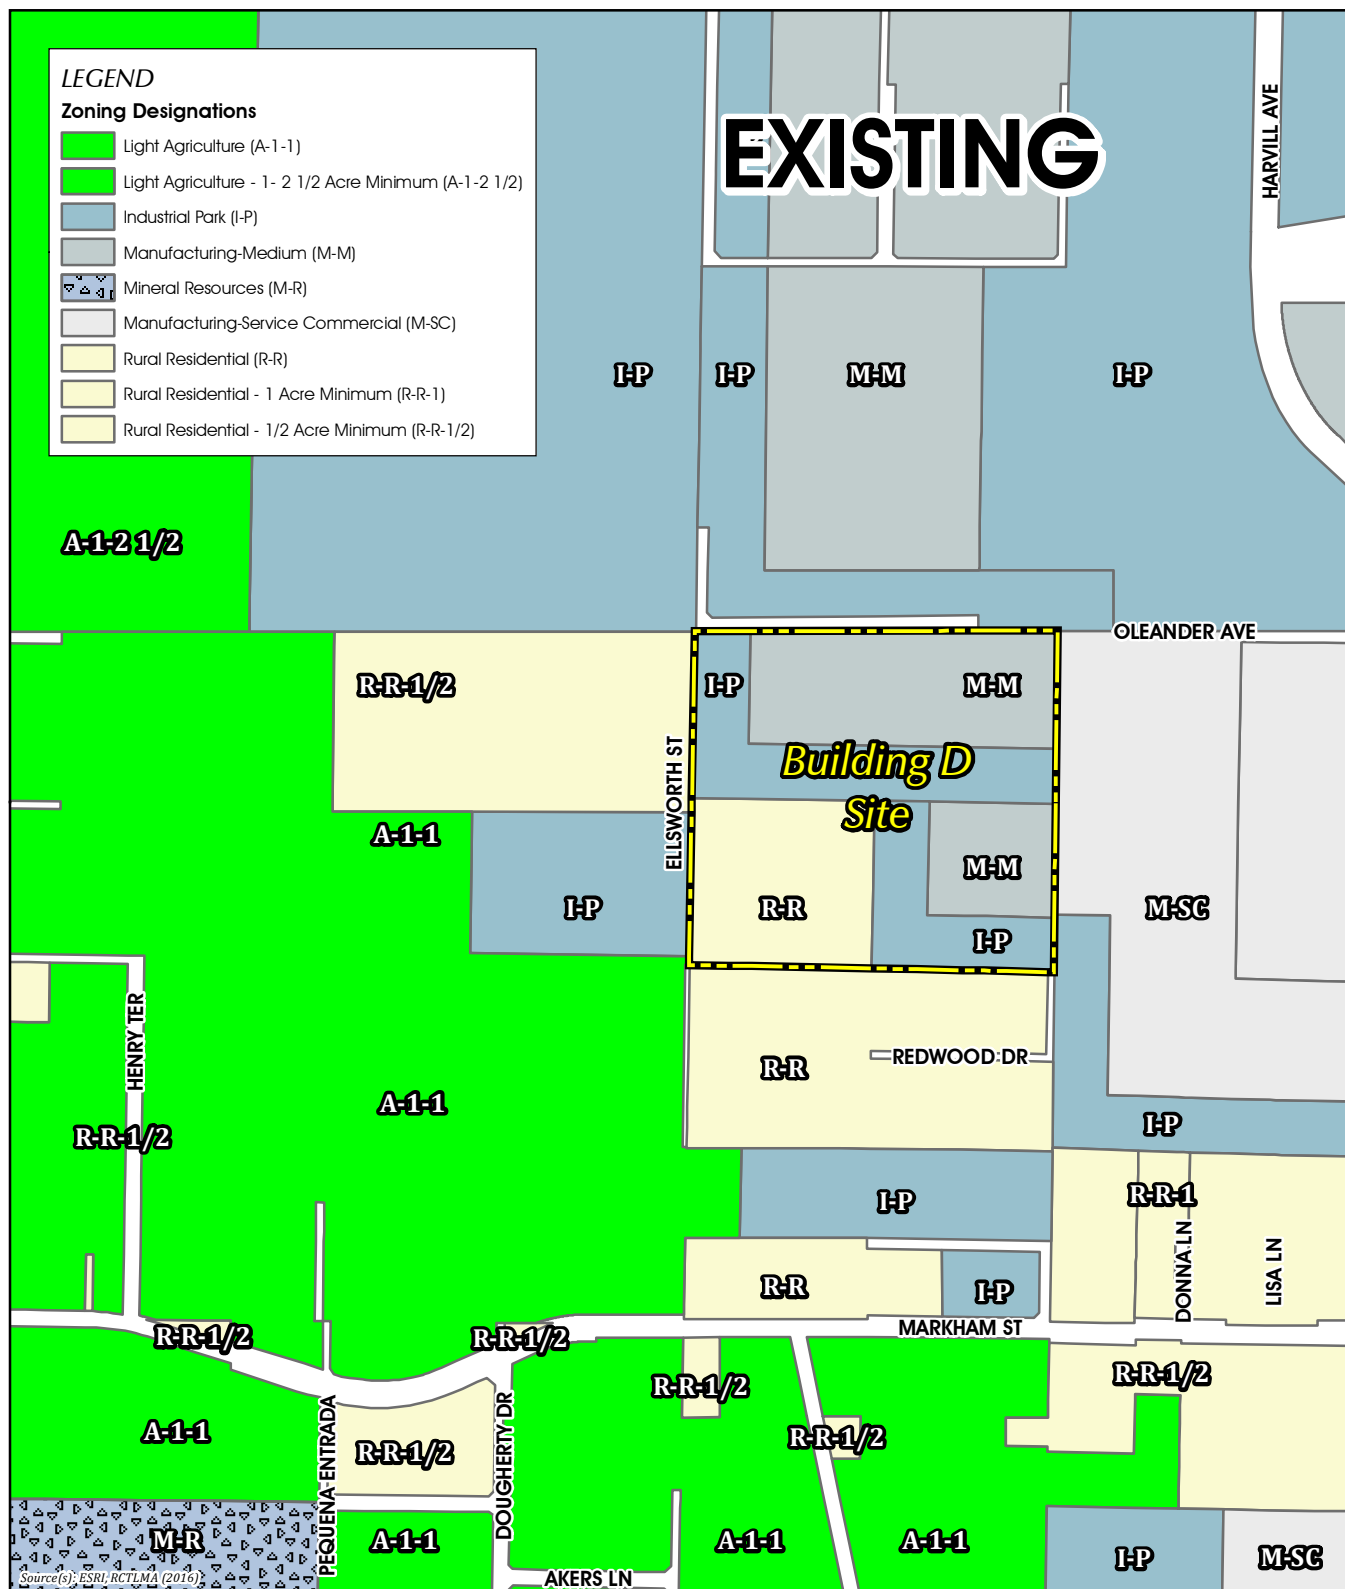 LEGEND
Zoning Designations
Light Agriculture (A-1-1)
Light Agriculture - 1- 2 1/2 Acre Minimum (A-1-2 1/2)
Industrial Park (I-P)
Manufacturing-Medium (M-M)
Mineral Resources (M-R)
Manufacturing-Service Commercial (M-SC)
Rural Residential (R-R)
Rural Residential - 1 Acre Minimum (R-R-1)
Rural Residential - 1/2 Acre Minimum (R-R-1/2)
EXISTING
HARVILL AVE
I-P
I-P
M-M
I-P
A-1-2 1/2
OLEANDER AVE
R-R-1/2
I-P
M-M
ELLSWORTH ST
Building D
Site
A-1-1
M-M
I-P
R-R
M-SC
I-P
HENRY TER
REDWOOD DR
R-R
A-1-1
I-P
R-R-1/2
R-R-1
I-P
DONNA LN
LISA LN
R-R
I-P
MARKHAM ST
R-R-1/2
R-R-1/2
R-R-1/2
R-R-1/2
A-1-1
R-R-1/2
R-R-1/2
PEQUENA ENTRADA
DOUGHERTY DR
M-R
A-1-1
A-1-1
A-1-1
I-P
M-SC
AKERS LN
Source(s): ESRI, RCTLMA (2016)